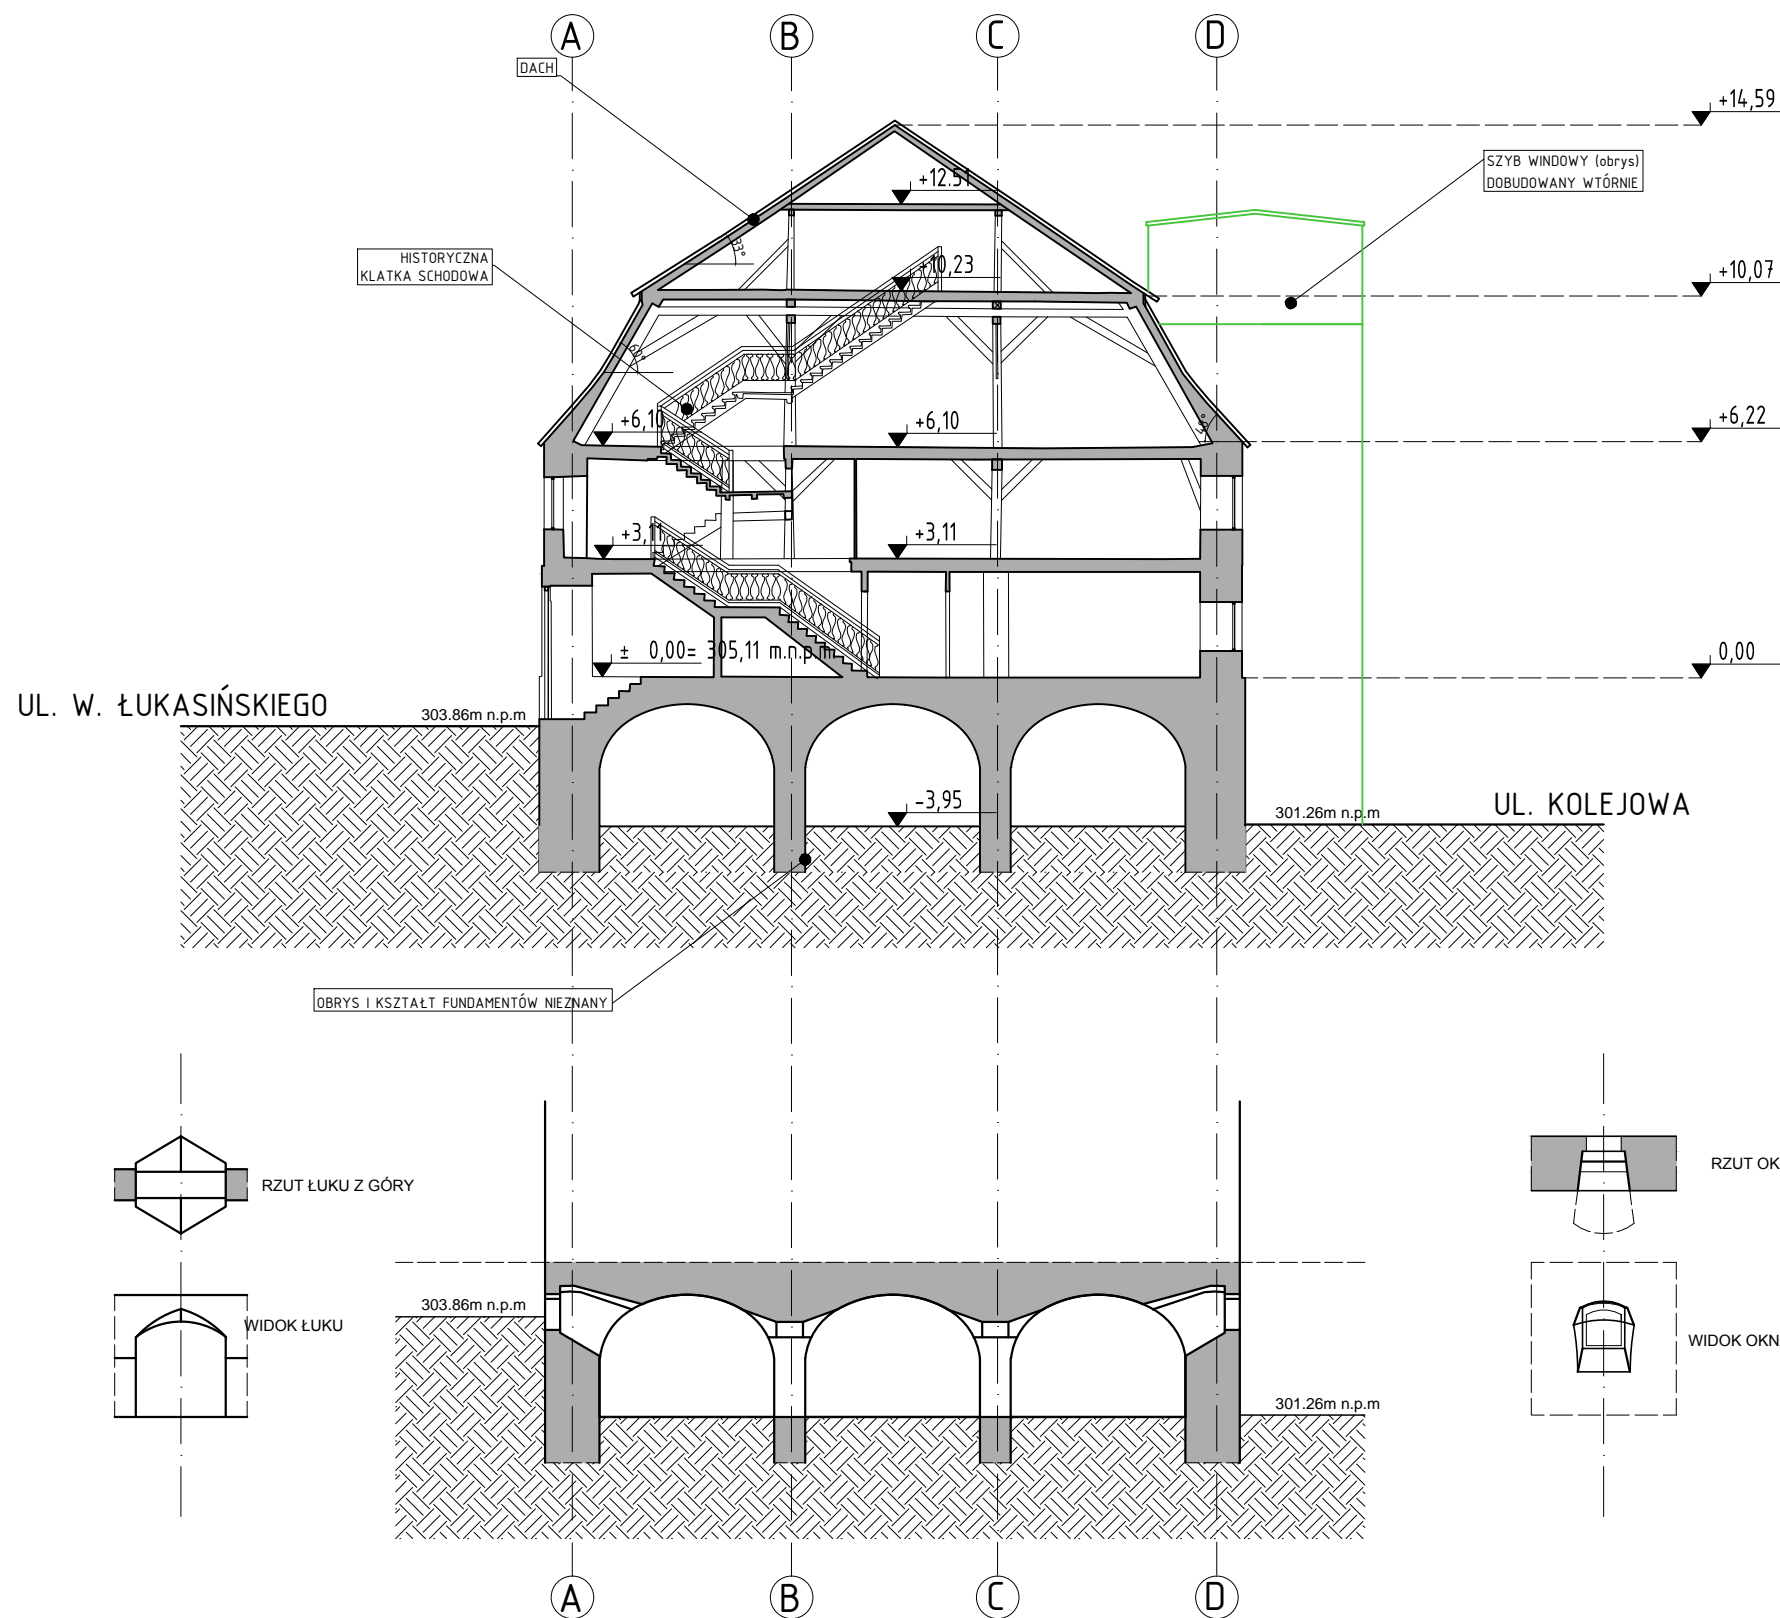 A
B
C
D
DACH
+14,59
SZYB WINDOWY (obrys)
DOBUDOWANY WTÓRNIE
+12.51
33°
HISTORYCZNA
KLATKA SCHODOWA
+10,23
+10,07
60°
+6,10
+6,10
+6,22
40°
+3,11
+3,11
± 0,00= 305,11 m.n.p.m
0,00
UL. W. ŁUKASIŃSKIEGO
303.86m n.p.m
-3,95
301.26m n.p.m
UL. KOLEJOWA
OBRYS I KSZTAŁT FUNDAMENTÓW NIEZNANY
RZUT ŁUKU Z GÓRY
RZUT OK
303.86m n.p.m
WIDOK ŁUKU
WIDOK OKN
301.26m n.p.m
A
B
C
D